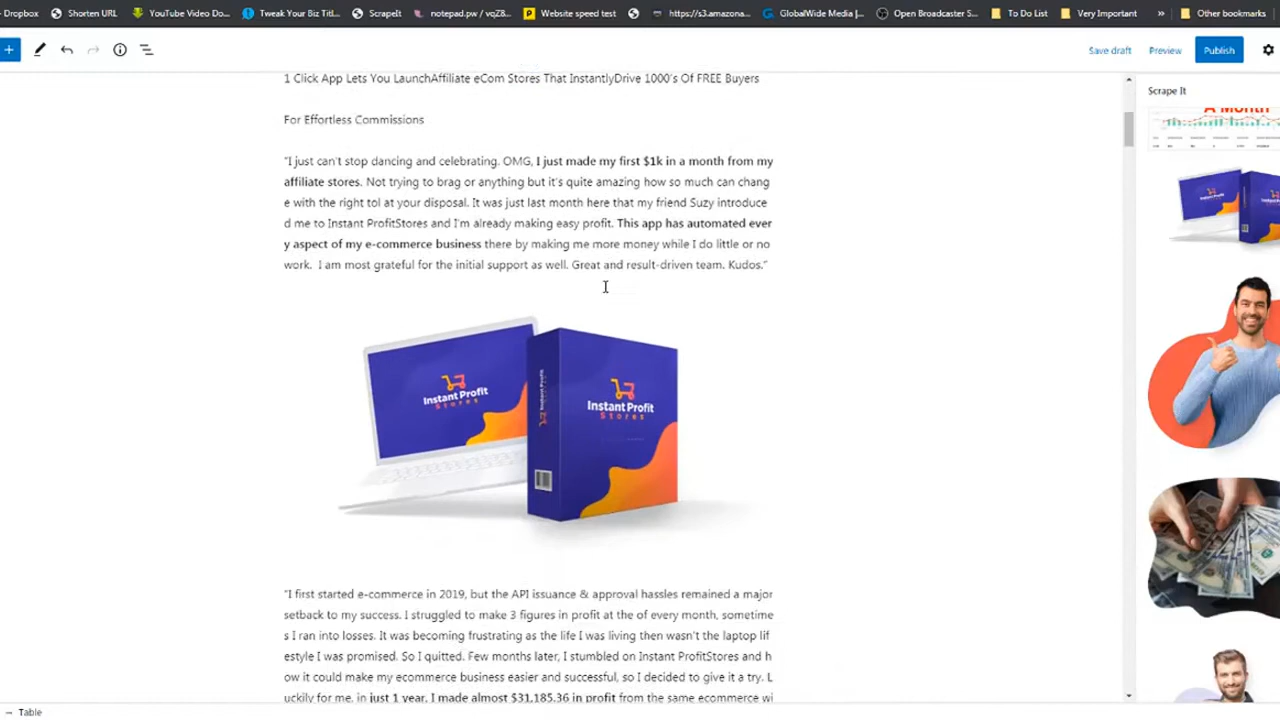 Dropbox Shorten URL YouTube Video Do... Tweak Your Biz Titl... ScrapeIt notepad.pw / vqZ8... Website speed test https://s3.amazona... GlobalWide Media |... Open Broadcaster S... To Do List Very Important » Other bookmarks
Save draft Preview Publish
1 Click App Lets You LaunchAffiliate eCom Stores That InstantlyDrive 1000's Of FREE Buyers
Scrape It
A Month
For Effortless Commissions
"I just can't stop dancing and celebrating. OMG, I just made my first $1k in a month from my
affiliate stores. Not trying to brag or anything but it's quite amazing how so much can chang
e with the right tol at your disposal. It was just last month here that my friend Suzy introduce
d me to Instant ProfitStores and I'm already making easy profit. This app has automated ever
y aspect of my e-commerce business there by making me more money while I do little or no
work. I am most grateful for the initial support as well. Great and result-driven team. Kudos."
Instant Profit
Stores
Instant Profit
Stores
Instant Profit
Stores
"I first started e-commerce in 2019, but the API issuance & approval hassles remained a major
setback to my success. I struggled to make 3 figures in profit at the of every month, sometime
s I ran into losses. It was becoming frustrating as the life I was living then wasn't the laptop lif
estyle I was promised. So I quitted. Few months later, I stumbled on Instant ProfitStores and h
ow it could make my ecommerce business easier and successful, so I decided to give it a try. L
uckily for me, in just 1 year, I made almost $31,185.36 in profit from the same ecommerce wi
→ Table